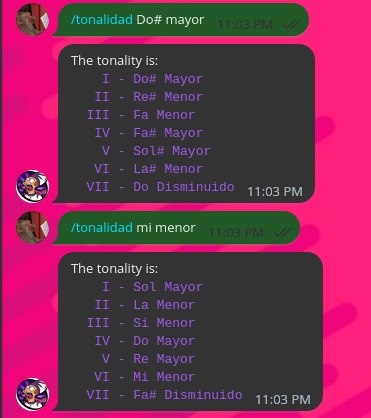 /tonalidad Do# mayor 11:03 PM
The tonality is:
I - Do# Mayor
II - Re# Menor
III - Fa Menor
IV - Fa# Mayor
V - Sol# Mayor
VI - La# Menor
VII - Do Disminuido 11:03 PM
/tonalidad mi menor 11:03 PM
The tonality is:
I - Sol Mayor
II - La Menor
III - Si Menor
IV - Do Mayor
V - Re Mayor
VI - Mi Menor
VII - Fa# Disminuido 11:03 PM